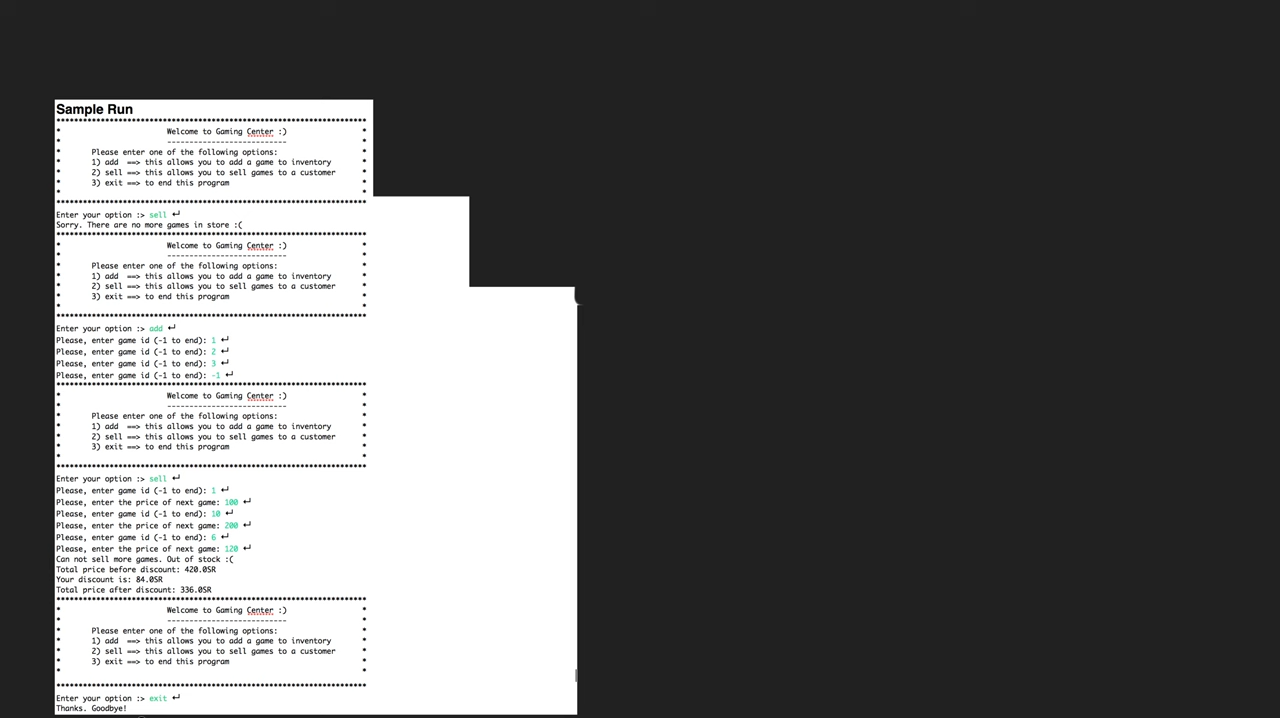 Sample Run
**********************************************************************
* Welcome to Gaming Center :) *
* --------------------------- *
* Please enter one of the following options: *
* 1) add ==> this allows you to add a game to inventory *
* 2) sell ==> this allows you to sell games to a customer *
* 3) exit ==> to end this program *
* *
**********************************************************************
Enter your option :> sell ↵
Sorry. There are no more games in store :(
**********************************************************************
* Welcome to Gaming Center :) *
* --------------------------- *
* Please enter one of the following options: *
* 1) add ==> this allows you to add a game to inventory *
* 2) sell ==> this allows you to sell games to a customer *
* 3) exit ==> to end this program *
* *
**********************************************************************
Enter your option :> add ↵
Please, enter game id (-1 to end): 1 ↵
Please, enter game id (-1 to end): 2 ↵
Please, enter game id (-1 to end): 3 ↵
Please, enter game id (-1 to end): -1 ↵
**********************************************************************
* Welcome to Gaming Center :) *
* --------------------------- *
* Please enter one of the following options: *
* 1) add ==> this allows you to add a game to inventory *
* 2) sell ==> this allows you to sell games to a customer *
* 3) exit ==> to end this program *
* *
**********************************************************************
Enter your option :> sell ↵
Please, enter game id (-1 to end): 1 ↵
Please, enter the price of next game: 100 ↵
Please, enter game id (-1 to end): 10 ↵
Please, enter the price of next game: 200 ↵
Please, enter game id (-1 to end): 6 ↵
Please, enter the price of next game: 120 ↵
Can not sell more games. Out of stock :(
Total price before discount: 420.0SR
Your discount is: 84.0SR
Total price after discount: 336.0SR
**********************************************************************
* Welcome to Gaming Center :) *
* --------------------------- *
* Please enter one of the following options: *
* 1) add ==> this allows you to add a game to inventory *
* 2) sell ==> this allows you to sell games to a customer *
* 3) exit ==> to end this program *
* *
**********************************************************************
Enter your option :> exit ↵
Thanks. Goodbye!